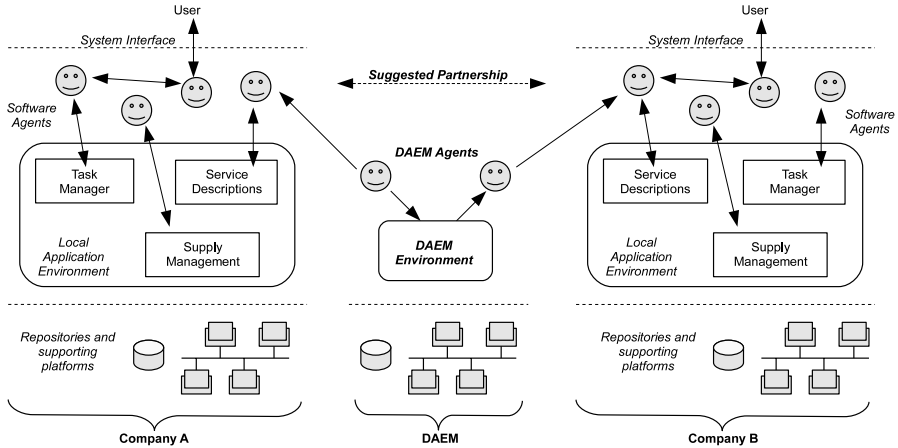 User
System Interface
Software
Agents
Task
Manager
Service
Descriptions
Local
Application
Environment
Supply
Management
Suggested Partnership
DAEM Agents
DAEM
Environment
User
System Interface
Software
Agents
Service
Descriptions
Task
Manager
Local
Application
Environment
Supply
Management
Repositories and
supporting
platforms
Repositories and
supporting
platforms
Company A
DAEM
Company B